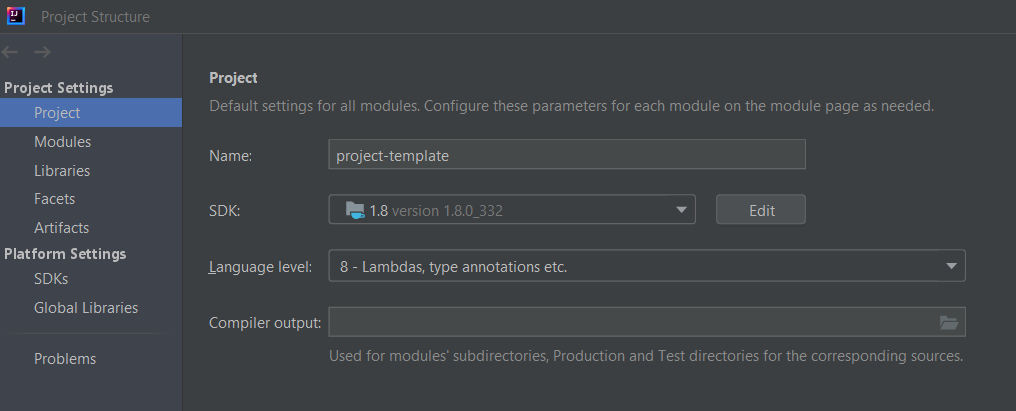 Project Structure
Project Settings
Project
Modules
Libraries
Facets
Artifacts
Platform Settings
SDKs
Global Libraries
Problems
Project
Default settings for all modules. Configure these parameters for each module on the module page as needed.
Name: project-template
SDK: 1.8 version 1.8.0_332 Edit
Language level: 8 - Lambdas, type annotations etc.
Compiler output:
Used for modules' subdirectories, Production and Test directories for the corresponding sources.